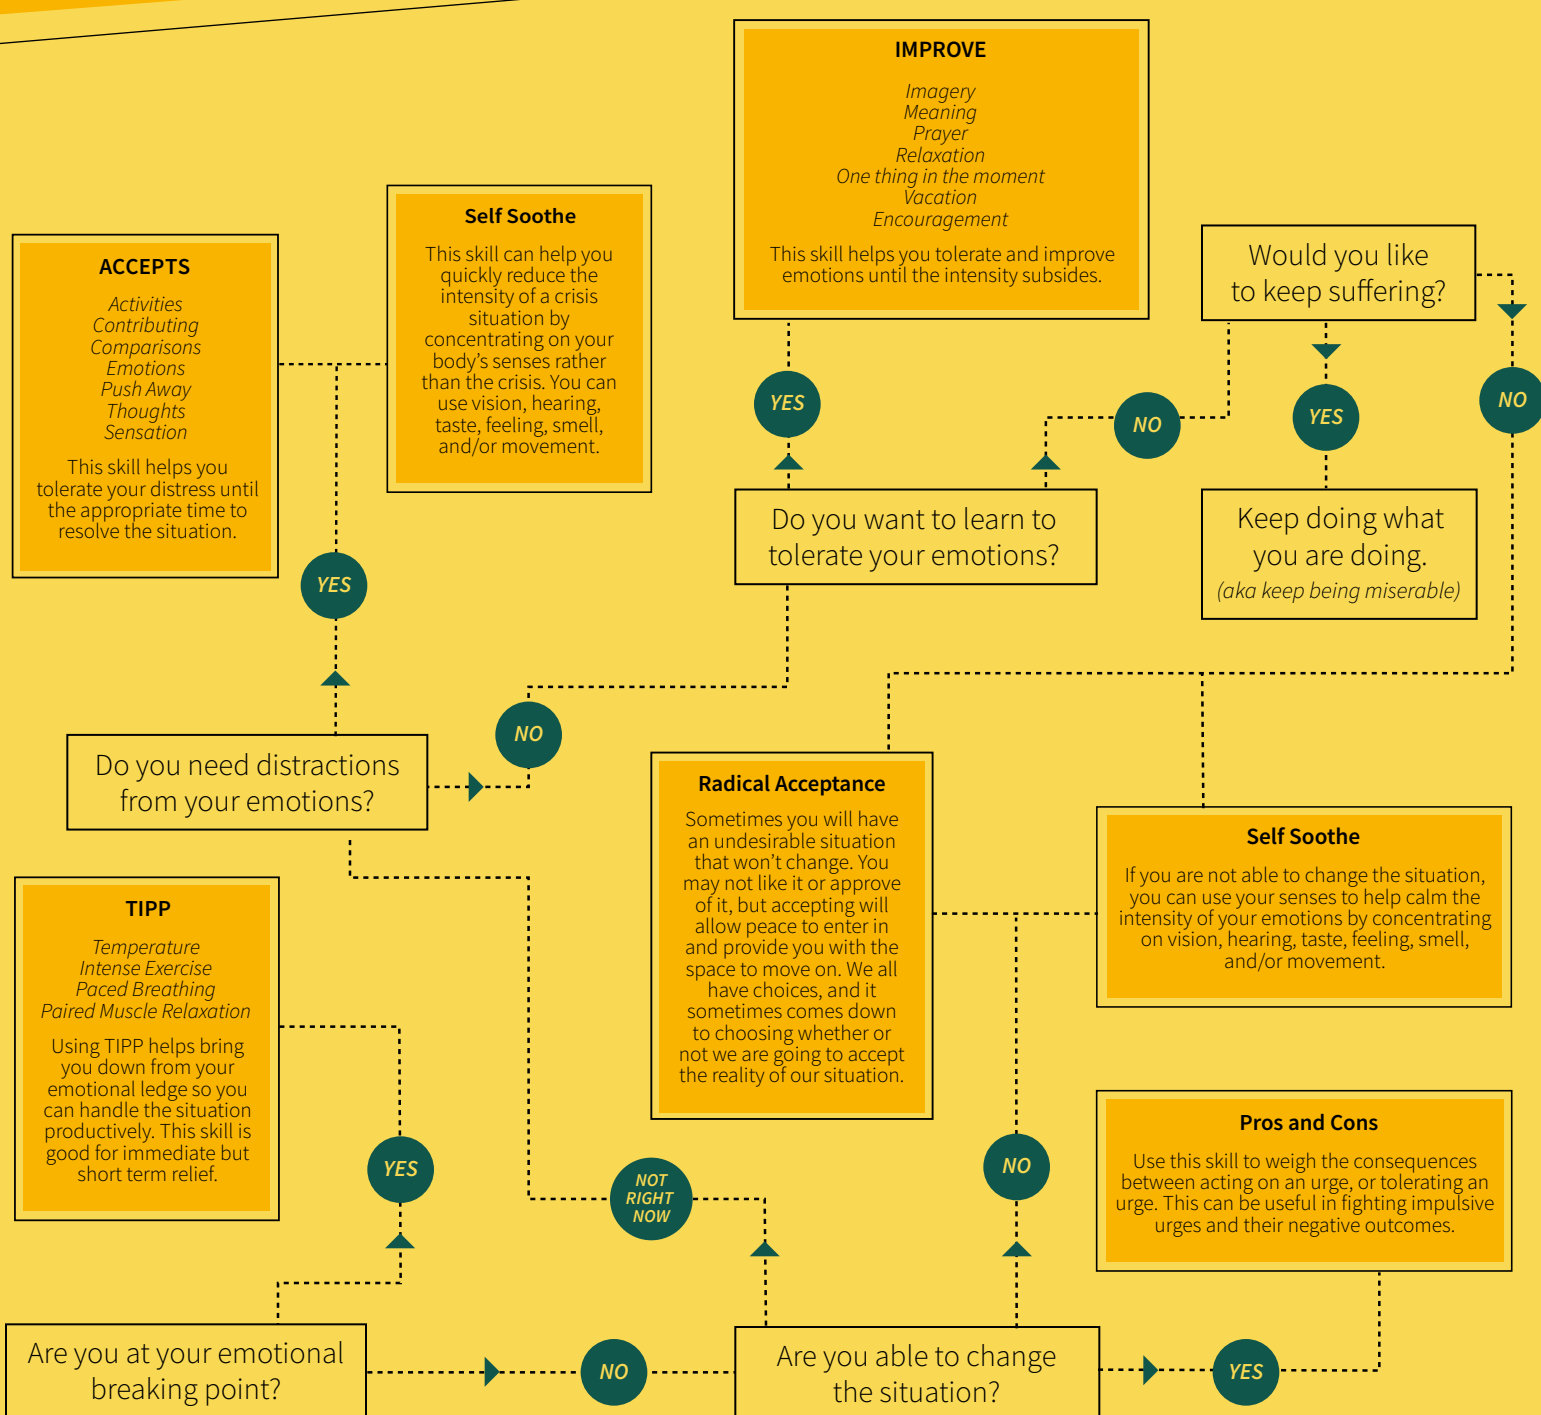 IMPROVE
Imagery
Meaning
Prayer
Relaxation
One thing in the moment
Vacation
Encouragement
This skill helps you tolerate and improve
emotions until the intensity subsides.
Self Soothe
This skill can help you
quickly reduce the
intensity of a crisis
situation by
concentrating on your
body's senses rather
than the crisis. You can
use vision, hearing,
taste, feeling, smell,
and/or movement.
ACCEPTS
Activities
Contributing
Comparisons
Emotions
Push Away
Thoughts
Sensation
This skill helps you
tolerate your distress until
the appropriate time to
resolve the situation.
Would you like
to keep suffering?
YES
NO
YES
NO
Do you want to learn to
tolerate your emotions?
Keep doing what
you are doing.
(aka keep being miserable)
YES
NO
Do you need distractions
from your emotions?
Radical Acceptance
Sometimes you will have
an undesirable situation
that won't change. You
may not like it or approve
of it, but accepting will
allow peace to enter in
and provide you with the
space to move on. We all
have choices, and it
sometimes comes down
to choosing whether or
not we are going to accept
the reality of our situation.
Self Soothe
If you are not able to change the situation,
you can use your senses to help calm the
intensity of your emotions by concentrating
on vision, hearing, taste, feeling, smell,
and/or movement.
TIPP
Temperature
Intense Exercise
Paced Breathing
Paired Muscle Relaxation
Using TIPP helps bring
you down from your
emotional ledge so you
can handle the situation
productively. This skill is
good for immediate but
short term relief.
YES
NOT
RIGHT
NOW
NO
Pros and Cons
Use this skill to weigh the consequences
between acting on an urge, or tolerating an
urge. This can be useful in fighting impulsive
urges and their negative outcomes.
Are you at your emotional
breaking point?
NO
Are you able to change
the situation?
YES